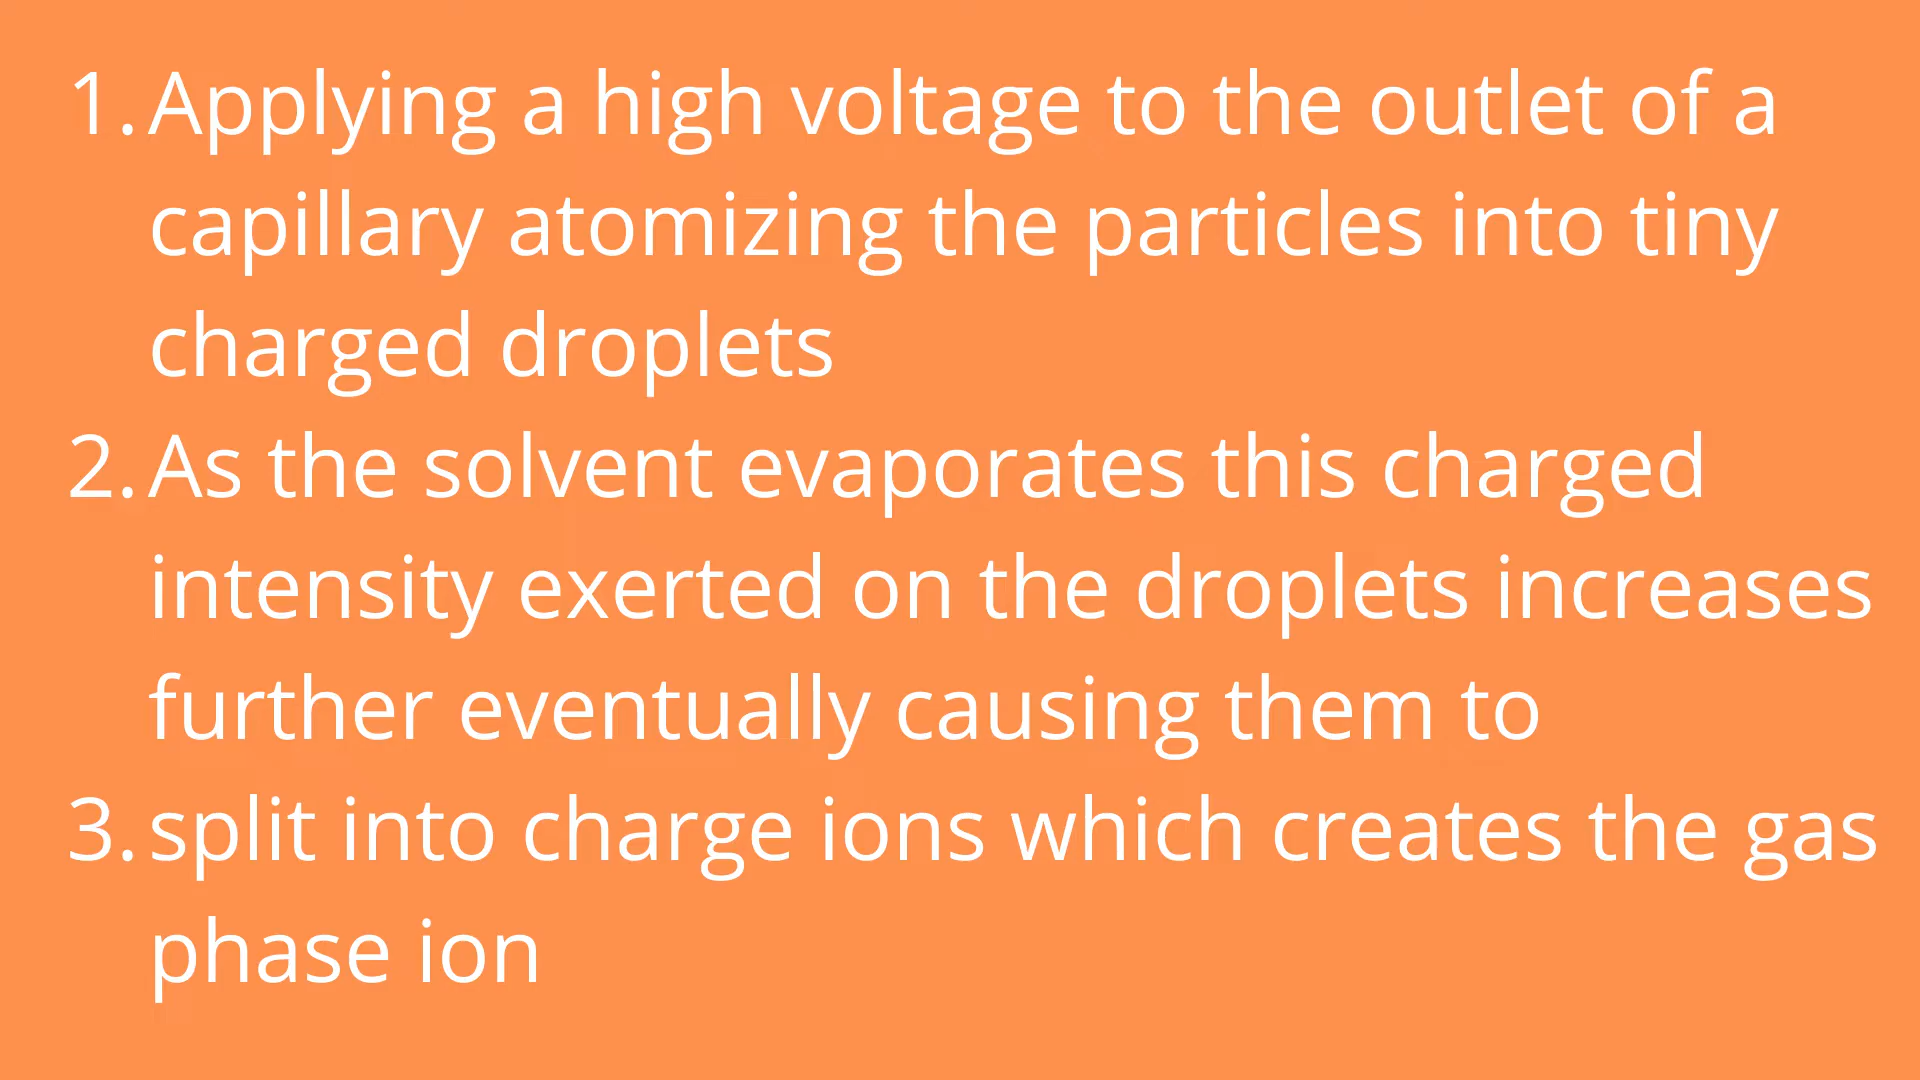 1. Applying a high voltage to the outlet of a
capillary atomizing the particles into tiny
charged droplets
2. As the solvent evaporates this charged
intensity exerted on the droplets increases
further eventually causing them to
3. split into charge ions which creates the gas
phase ion